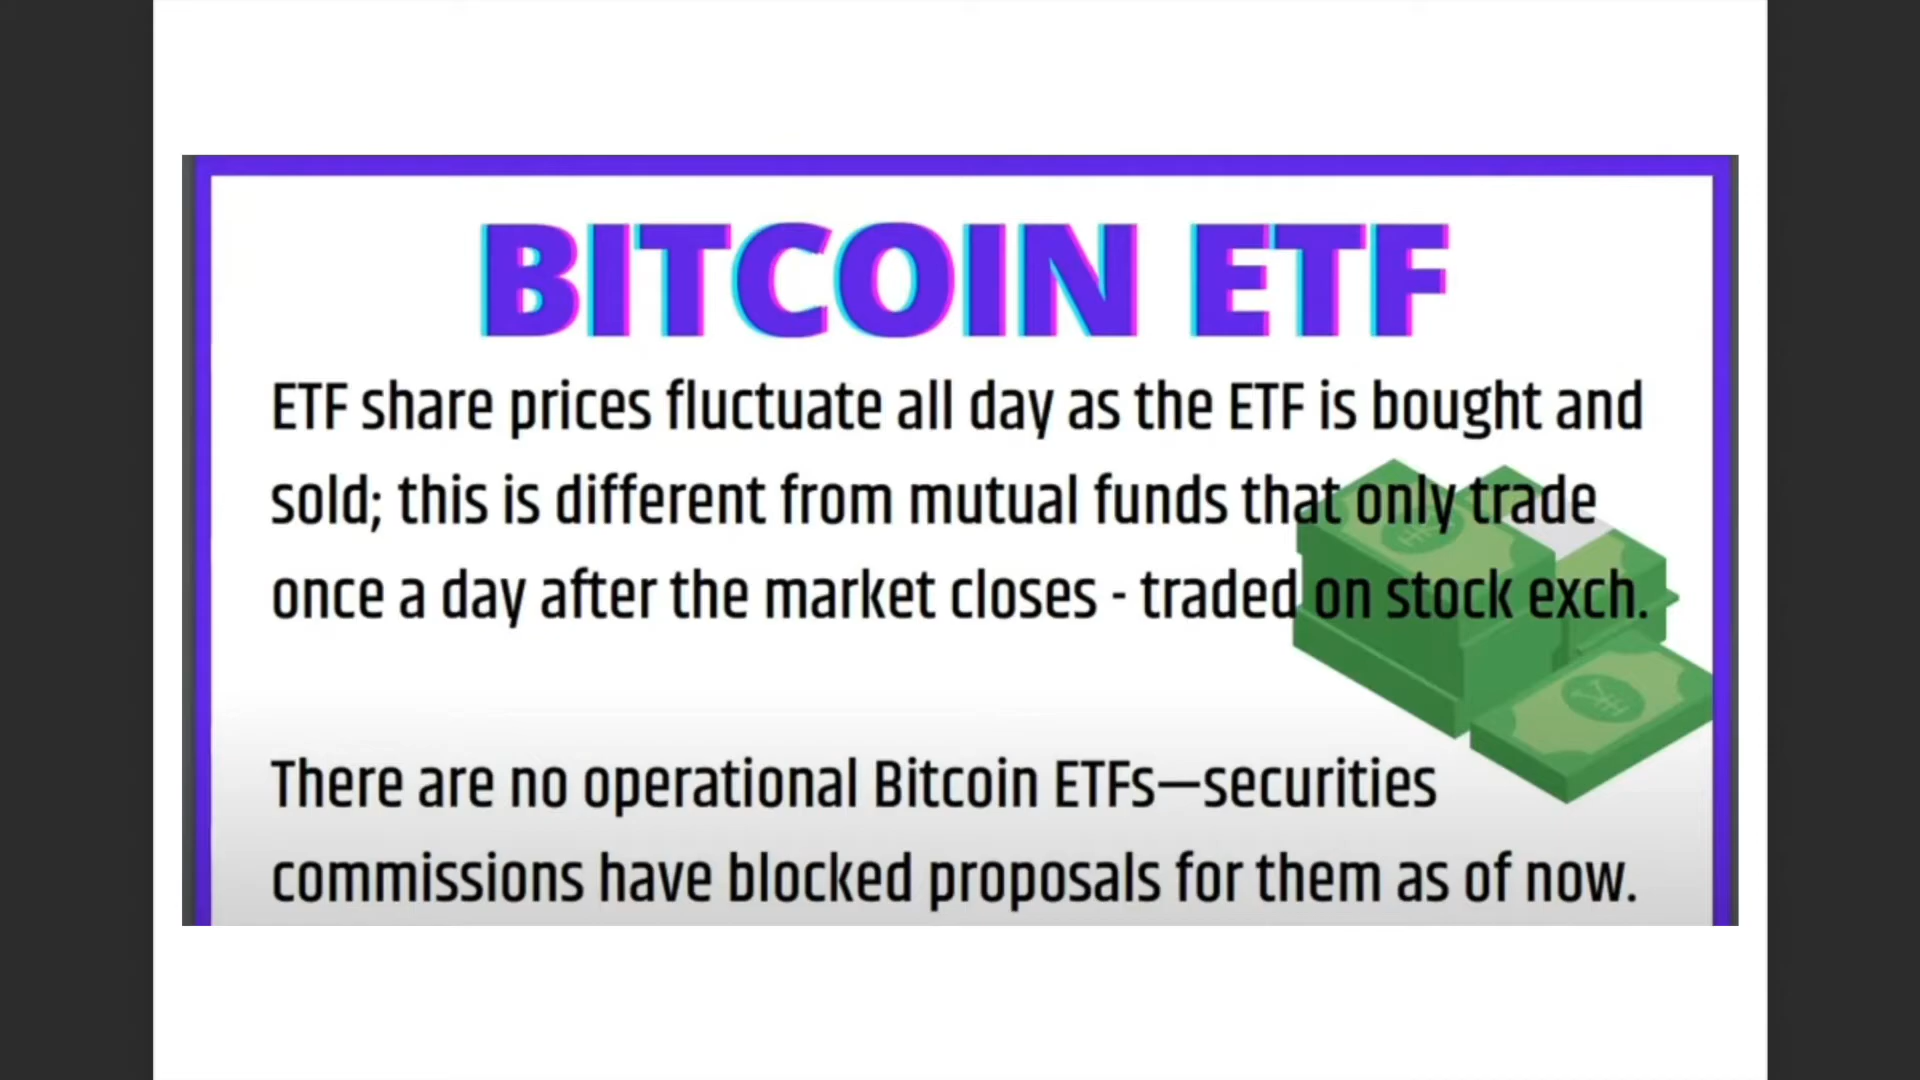 BITCOIN ETF
ETF share prices fluctuate all day as the ETF is bought and
sold; this is different from mutual funds that only trade
once a day after the market closes - traded on stock exch.
There are no operational Bitcoin ETFs—securities
commissions have blocked proposals for them as of now.